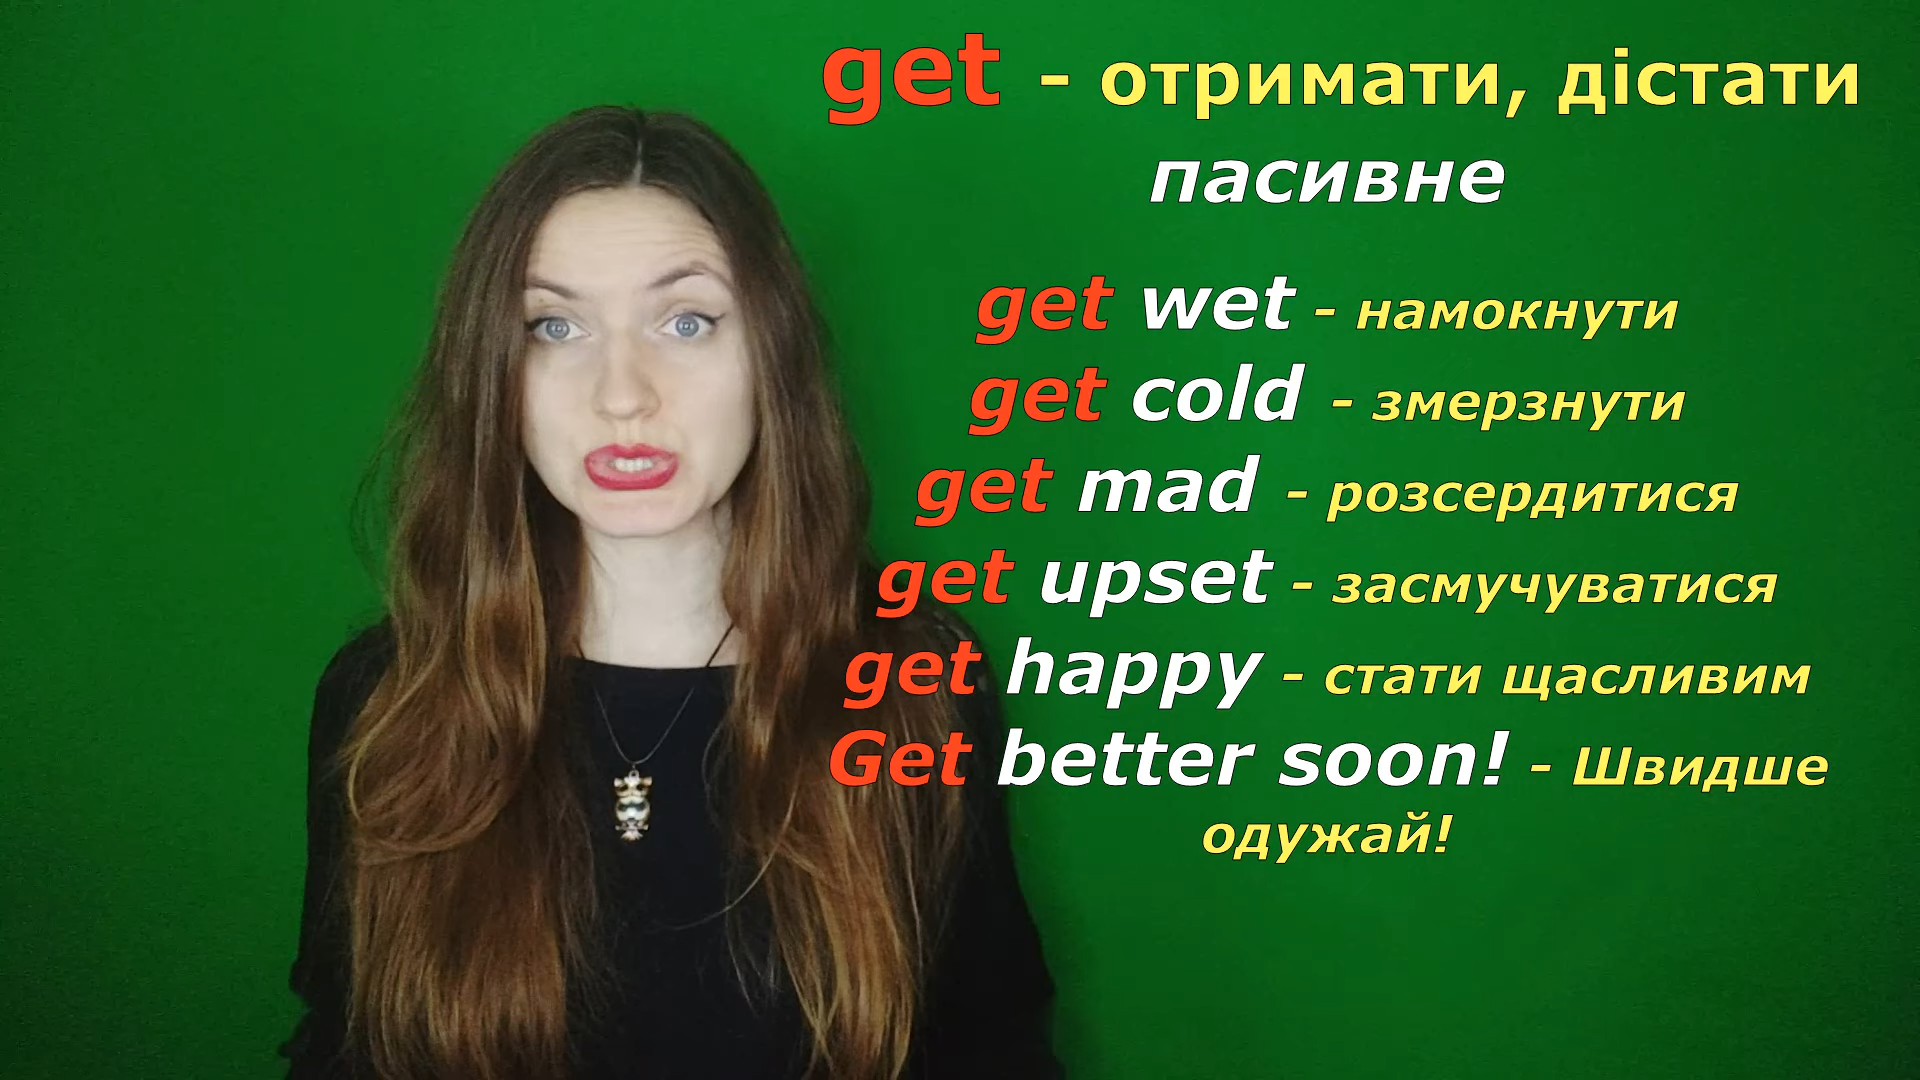 get - отримати, дістати
пасивне
get wet - намокнути
get cold - змерзнути
get mad - розсердитися
get upset - засмучуватися
get happy - стати щасливим
Get better soon! - Швидше
одужай!